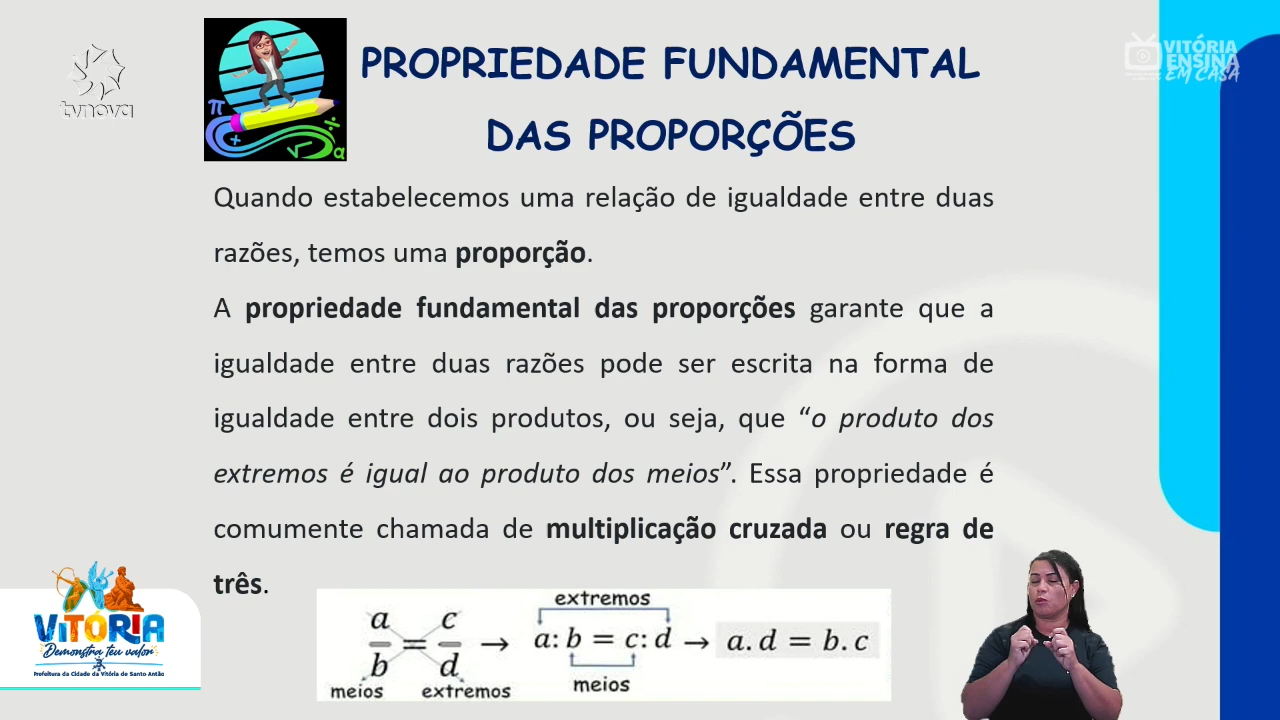 tvnova
VITÓRIA
ENSINA
EM CASA
PROPRIEDADE FUNDAMENTAL
DAS PROPORÇÕES
Quando estabelecemos uma relação de igualdade entre duas
razões, temos uma proporção.
A propriedade fundamental das proporções garante que a
igualdade entre duas razões pode ser escrita na forma de
igualdade entre dois produtos, ou seja, que “o produto dos
extremos é igual ao produto dos meios”. Essa propriedade é
comumente chamada de multiplicação cruzada ou regra de
três.
a/b = c/d → a: b = c: d → a. d = b. c
extremos
meios
meios extremos
π
+
÷
√
α
VITÓRIA
Demonstra teu valor
Prefeitura da Cidade da Vitória de Santo Antão